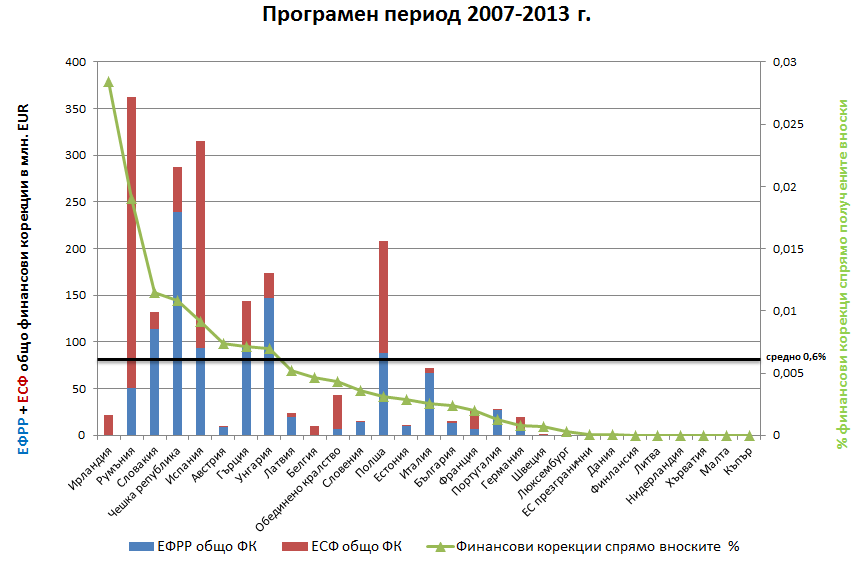 Програмен период 2007-2013 г.
ЕФРР + ЕСФ общо финансови корекции в млн. EUR
400
350
300
250
200
150
100
50
0
0,03
0,025
0,02
0,015
0,01
0,005
0
средно 0,6%
% финансови корекци спрямо получените вноски
Ирландия
Румъния
Словакия
Чешка република
Испания
Австрия
Гърция
Унгария
Латвия
Белгия
Обединено кралство
Словения
Полша
Естония
Италия
България
Франция
Португалия
Германия
Швеция
Люксембург
ЕС презгранични
Дания
Финлансия
Литва
Нидерландия
Хърватия
Малта
Къпър
ЕФРР общо ФК
ЕСФ общо ФК
Финансови корекции спрямо вноските %